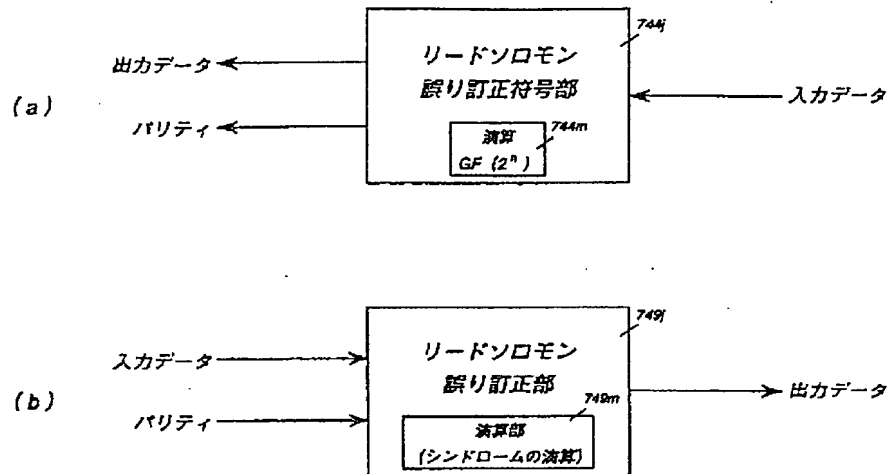 (a)
出力データ
パリティ
リードソロモン
誤り訂正符号部
744j
演算
GF (2ⁿ)
744m
入力データ
(b)
入力データ
パリティ
リードソロモン
誤り訂正部
749j
749m
演算部
(シンドロームの演算)
出力データ